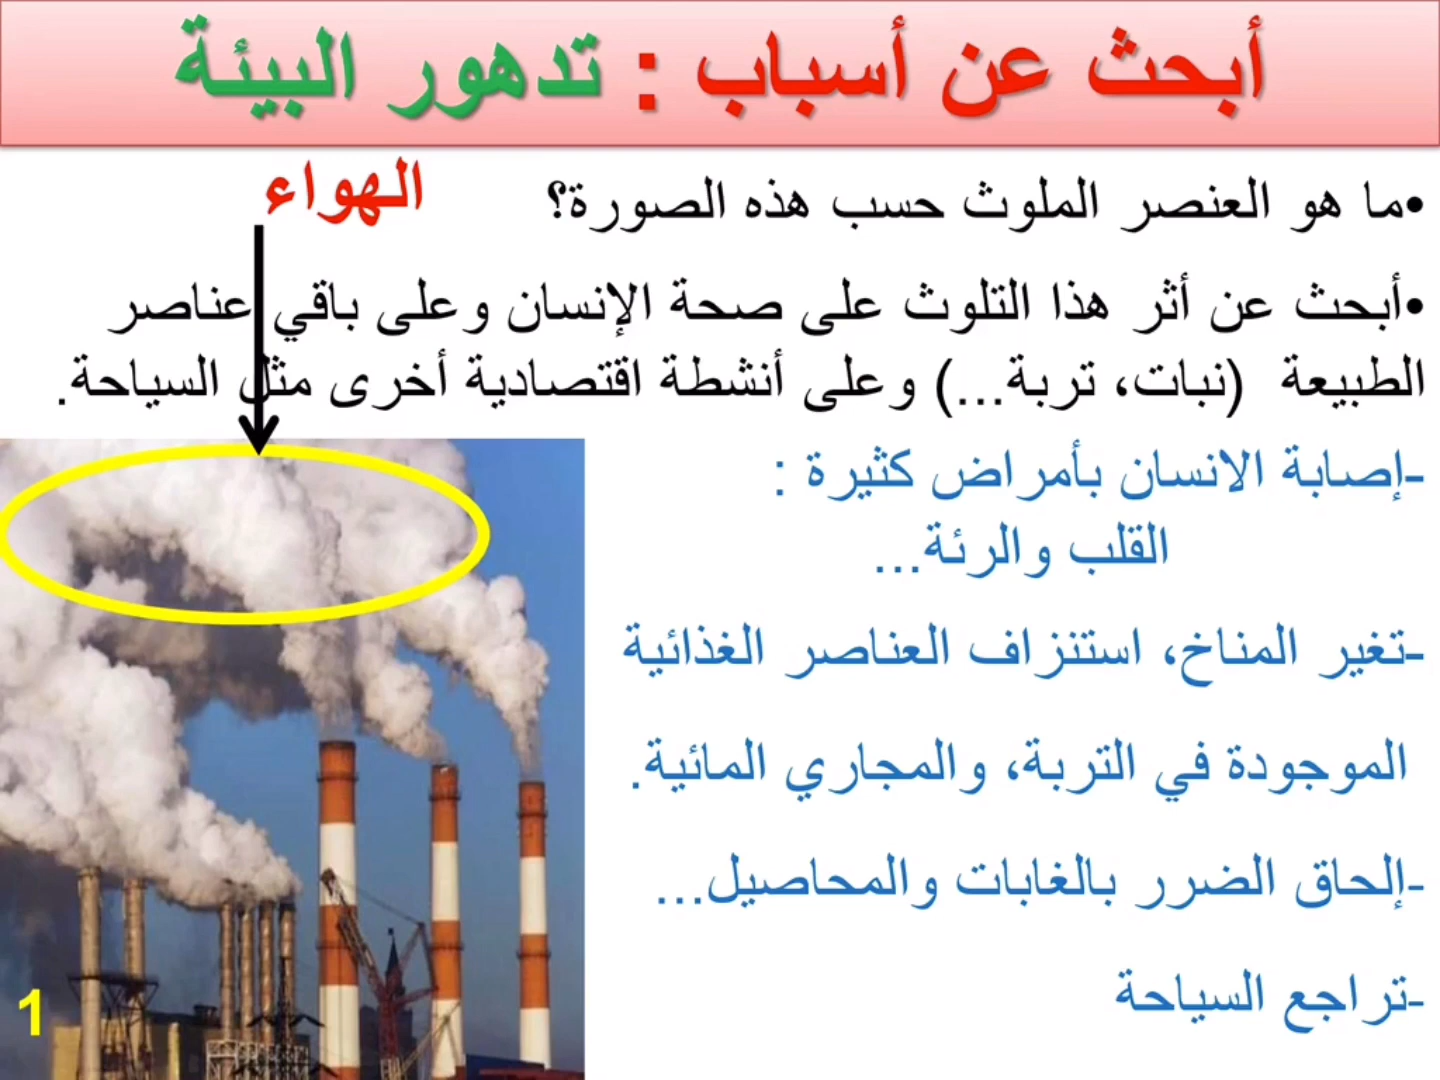 أبحث عن أسباب : تدهور البيئة
•ما هو العنصر الملوث حسب هذه الصورة؟ الهواء
•أبحث عن أثر هذا التلوث على صحة الإنسان وعلى باقي عناصر
الطبيعة (نبات، تربة...) وعلى أنشطة اقتصادية أخرى مثل السياحة.
-إصابة الانسان بأمراض كثيرة :
القلب والرئة...
-تغير المناخ، استنزاف العناصر الغذائية
الموجودة في التربة، والمجاري المائية.
-إلحاق الضرر بالغابات والمحاصيل...
-تراجع السياحة
1